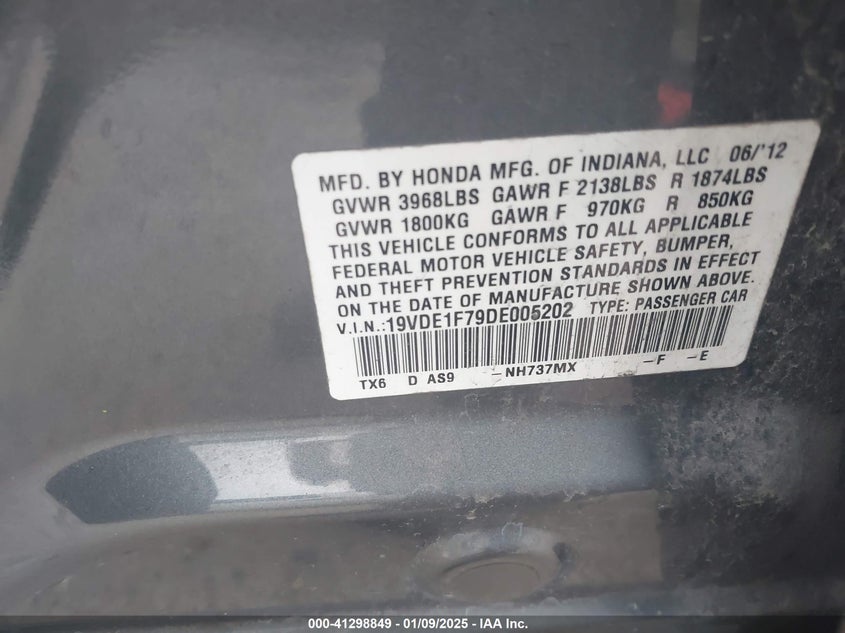 MFD. BY HONDA MFG. OF INDIANA, LLC 06/'12
GVWR 3968LBS GAWR F 2138LBS R 1874LBS
GVWR 1800KG GAWR F 970KG R 850KG
THIS VEHICLE CONFORMS TO ALL APPLICABLE
FEDERAL MOTOR VEHICLE SAFETY, BUMPER,
AND THEFT PREVENTION STANDARDS IN EFFECT
ON THE DATE OF MANUFACTURE SHOWN ABOVE.
V.I.N.:19VDE1F79DE005202 TYPE: PASSENGER CAR
TX6 D AS9 -NH737MX -F -E
000-41298849 - 01/09/2025 - IAA Inc.